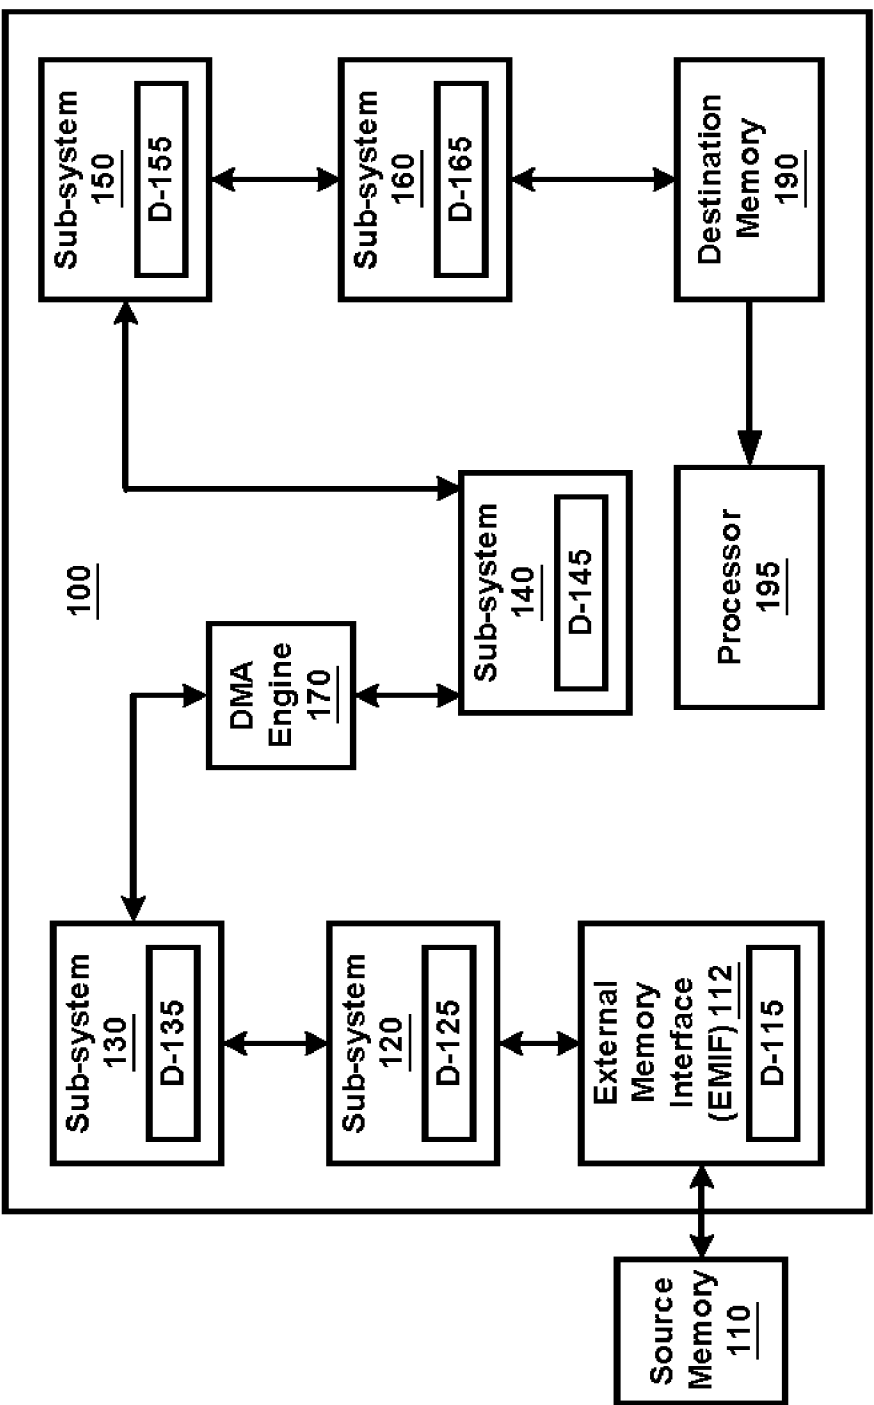 Source
Memory
110
External
Memory
Interface
(EMIF) 112
D-115
Sub-system
120
D-125
Sub-system
130
D-135
DMA
Engine
170
100
Sub-system
140
D-145
Sub-system
150
D-155
Sub-system
160
D-165
Destination
Memory
190
Processor
195